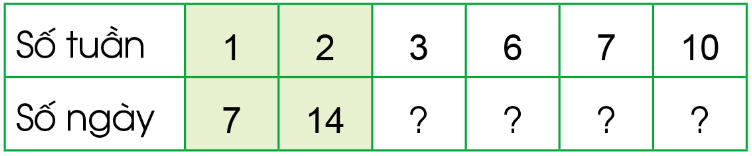 Số tuần 1 2 3 6 7 10
Số ngày 7 14 ? ? ? ?